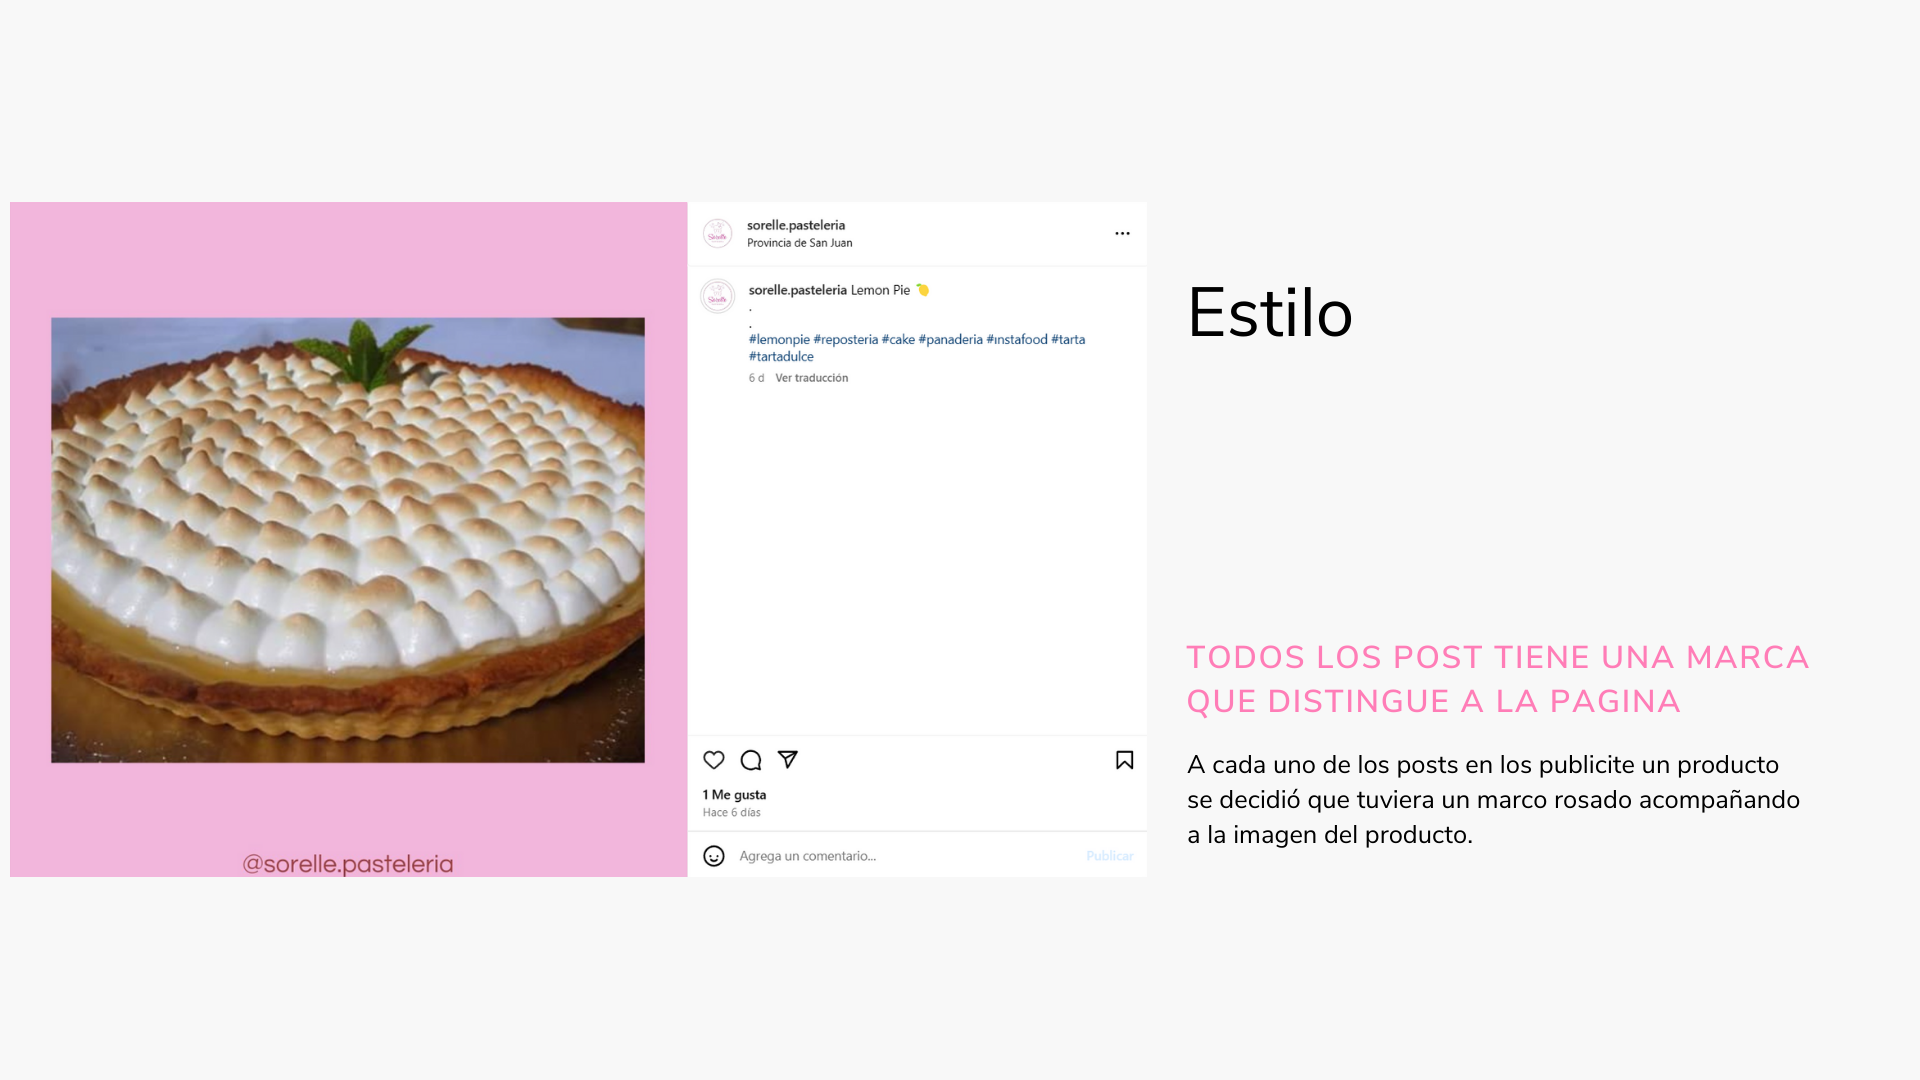 @sorelle.pasteleria
sorelle.pasteleria
Provincia de San Juan
Sorelle
sorelle.pasteleria Lemon Pie 🍋
.
.
#lemonpie #reposteria #cake #panaderia #instafood #tarta
#tartadulce
6 d Ver traducción
1 Me gusta
Hace 6 días
Agrega un comentario... Publicar
Estilo
TODOS LOS POST TIENE UNA MARCA
QUE DISTINGUE A LA PAGINA
A cada uno de los posts en los publicite un producto
se decidió que tuviera un marco rosado acompañando
a la imagen del producto.